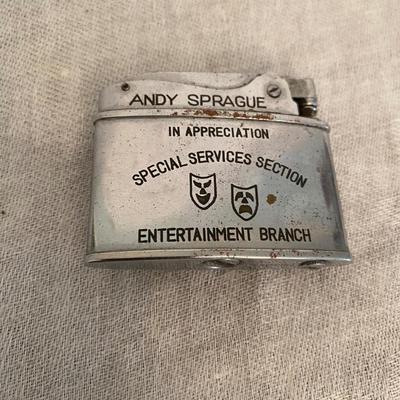 ANDY SPRAGUE
IN APPRECIATION
SPECIAL SERVICES SECTION
ENTERTAINMENT BRANCH